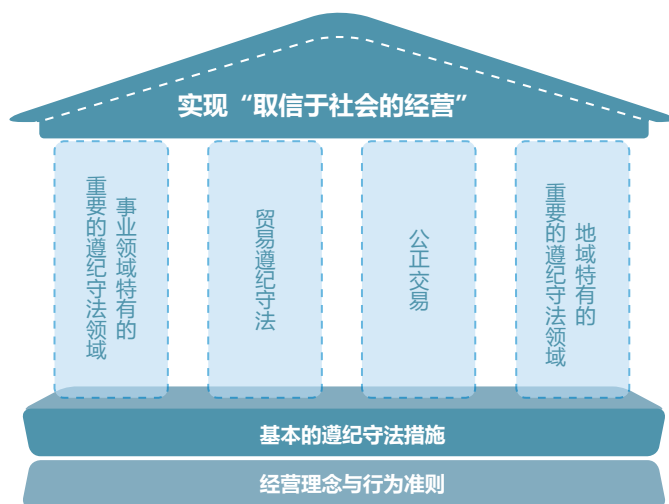 实现“取信于社会的经营”
事业领域特有的
重要的遵纪守法领域
贸易遵纪守法
公正交易
地域特有的
重要的遵纪守法领域
基本的遵纪守法措施
经营理念与行为准则